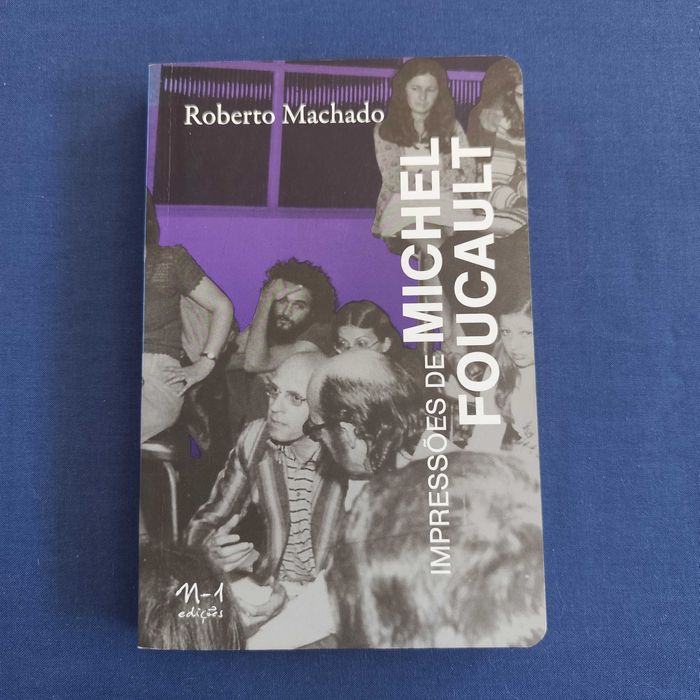 Roberto Machado
IMPRESSÕES DE MICHEL
FOUCAULT
n-1
edições